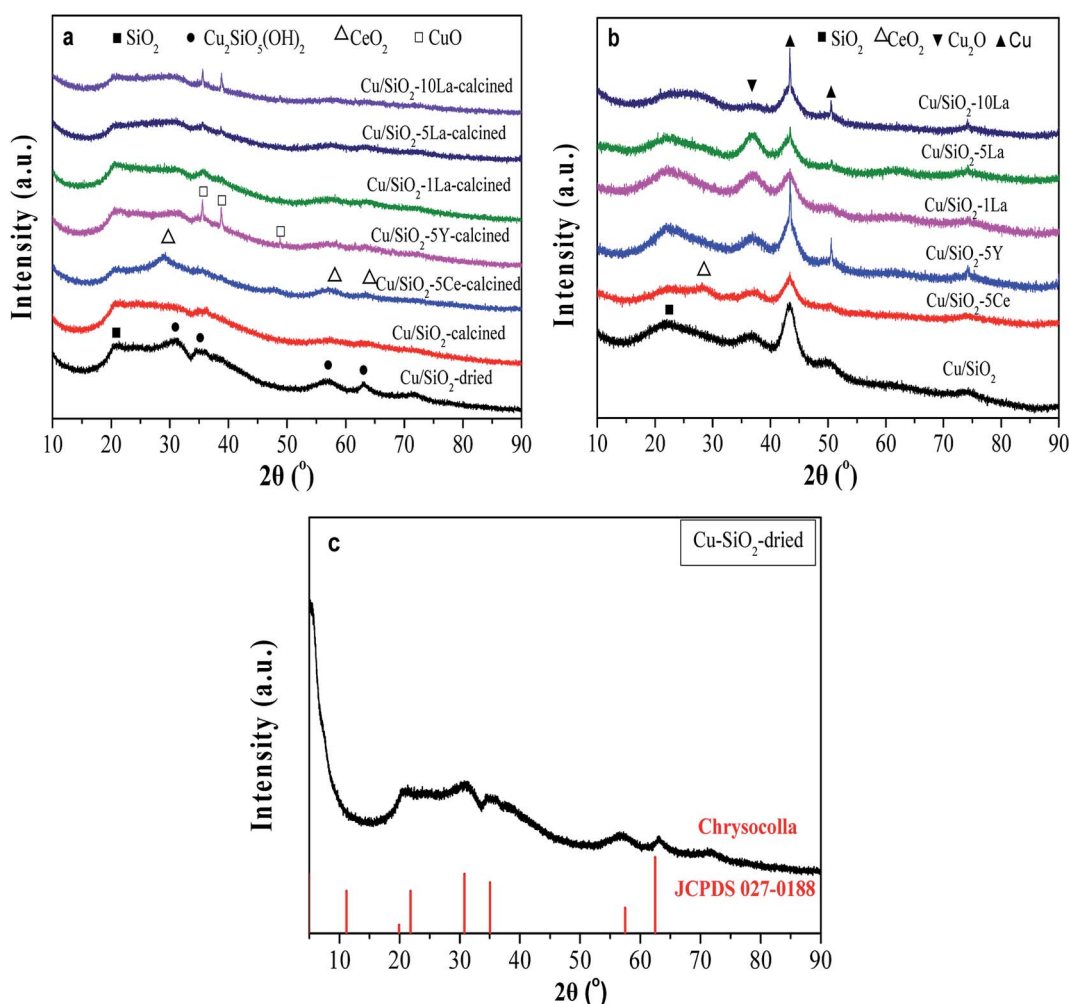 a
■ SiO₂ ● Cu₂SiO₅(OH)₂ △CeO₂ □ CuO
Cu/SiO₂-10La-calcined
Cu/SiO₂-5La-calcined
Cu/SiO₂-1La-calcined
Cu/SiO₂-5Y-calcined
Cu/SiO₂-5Ce-calcined
Cu/SiO₂-calcined
Cu/SiO₂-dried
Intensity (a.u.)
10 20 30 40 50 60 70 80 90
2θ (°)
b
■SiO₂ △CeO₂ ▼Cu₂O ▲Cu
Cu/SiO₂-10La
Cu/SiO₂-5La
Cu/SiO₂-1La
Cu/SiO₂-5Y
Cu/SiO₂-5Ce
Cu/SiO₂
Intensity (a.u.)
10 20 30 40 50 60 70 80 90
2θ (°)
c
Cu-SiO₂-dried
Intensity (a.u.)
Chrysocolla
JCPDS 027-0188
10 20 30 40 50 60 70 80 90
2θ (°)